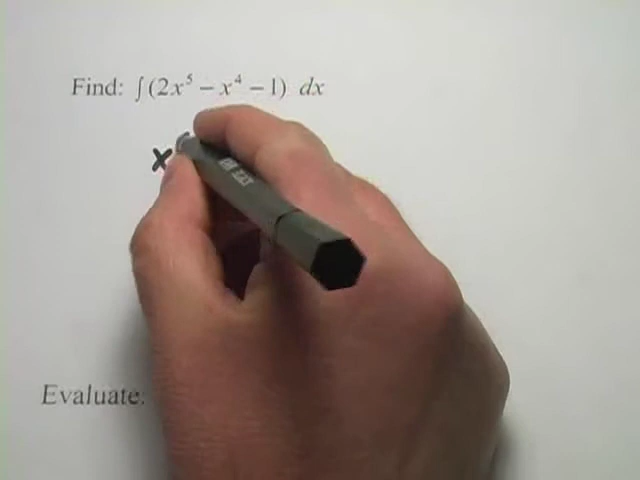 Find: ∫(2x⁵ − x⁴ − 1) dx
x
Evaluate: